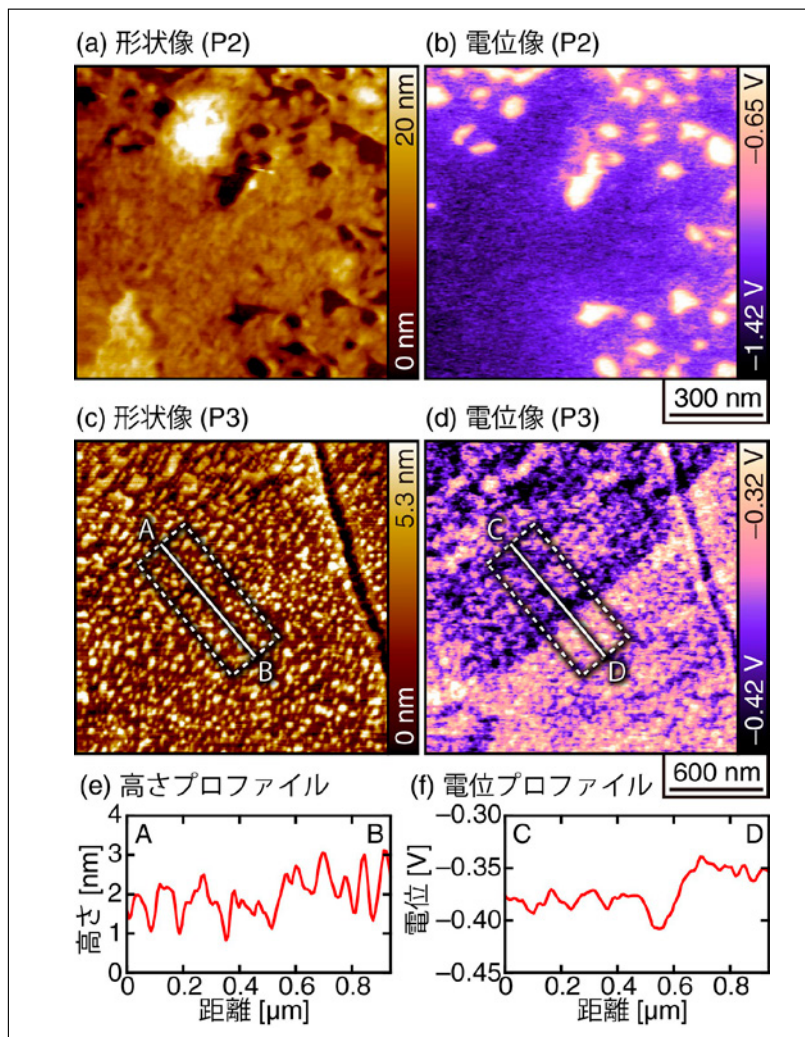 (a) 形状像 (P2)
(b) 電位像 (P2)
20 nm
0 nm
−0.65 V
−1.42 V
300 nm
(c) 形状像 (P3)
(d) 電位像 (P3)
5.3 nm
0 nm
−0.32 V
−0.42 V
A
B
C
D
600 nm
(e) 高さプロファイル
(f) 電位プロファイル
4
3
2
1
0
高さ [nm]
A
B
0
0.2
0.4
0.6
0.8
距離 [µm]
−0.30
−0.35
−0.40
−0.45
電位 [V]
C
D
0
0.2
0.4
0.6
0.8
距離 [µm]